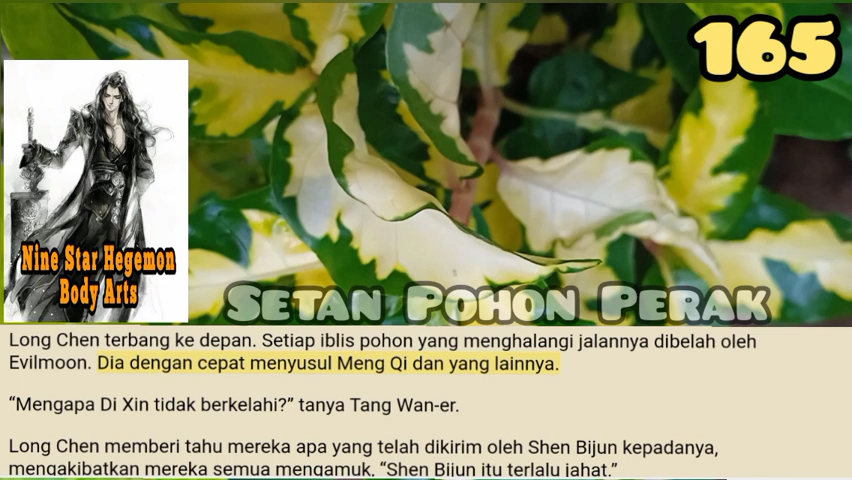 165
Nine Star Hegemon
Body Arts
Setan Pohon Perak
Long Chen terbang ke depan. Setiap iblis pohon yang menghalangi jalannya dibelah oleh
Evilmoon. Dia dengan cepat menyusul Meng Qi dan yang lainnya.
“Mengapa Di Xin tidak berkelahi?” tanya Tang Wan-er.
Long Chen memberi tahu mereka apa yang telah dikirim oleh Shen Bijun kepadanya,
mengakibatkan mereka semua mengamuk. “Shen Bijun itu terlalu jahat.”